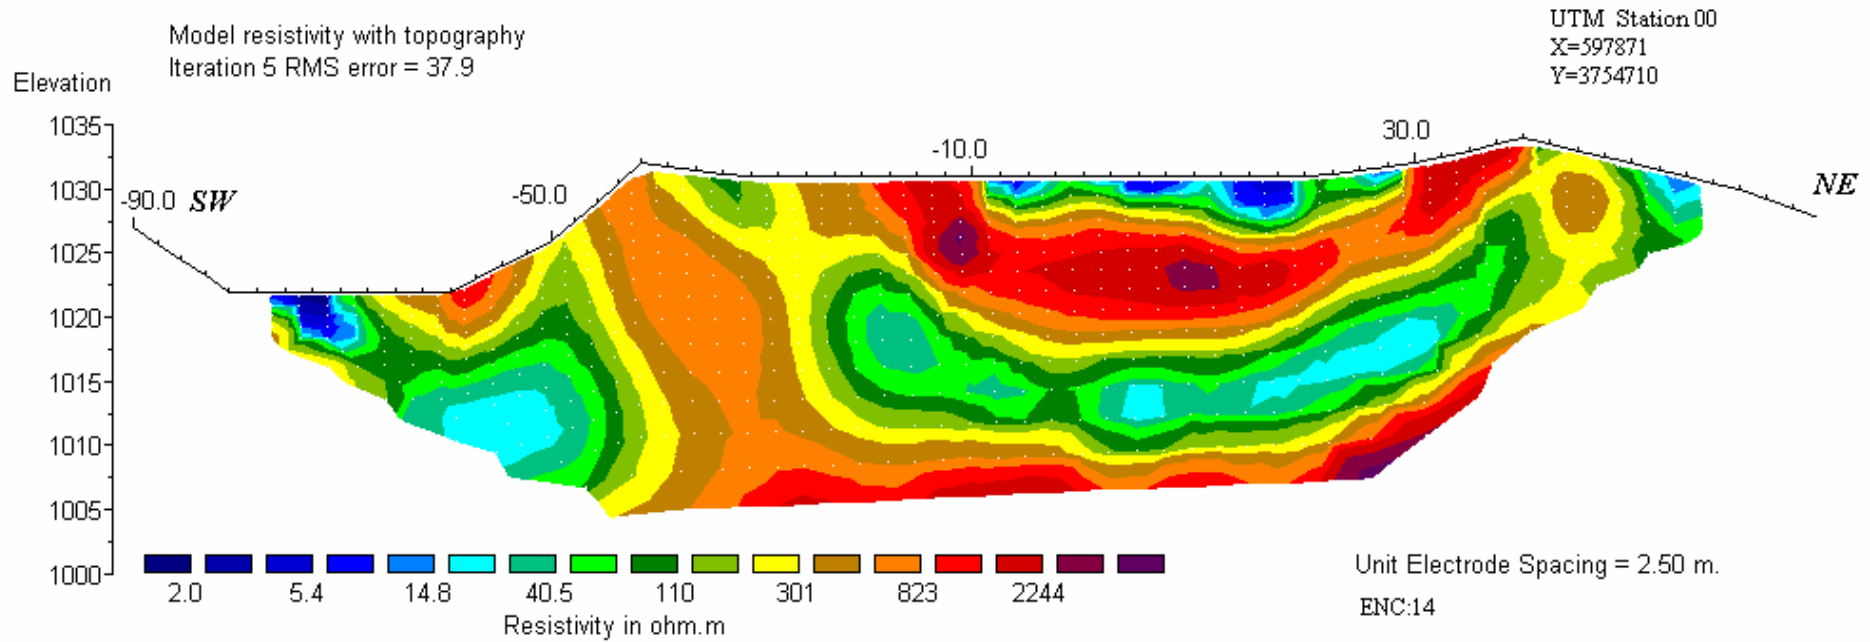 Model resistivity with topography
Iteration 5 RMS error = 37.9
UTM Station 00
X=597871
Y=3754710
Elevation
1035
30.0
-10.0
1030
-90.0 SW
-50.0
NE
1025
1020
1015
1010
1005
1000
2.0 5.4 14.8 40.5 110 301 823 2244
Resistivity in ohm.m
Unit Electrode Spacing = 2.50 m.
ENC:14